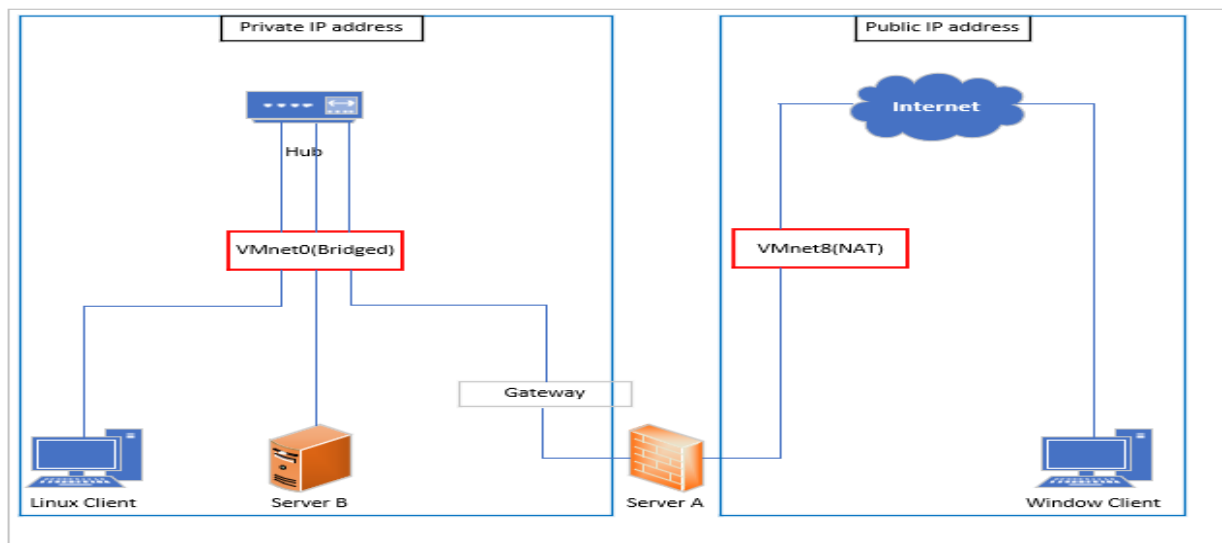 Private IP address
Public IP address
Internet
Hub
VMnet0(Bridged)
VMnet8(NAT)
Gateway
Linux Client
Server B
Server A
Window Client